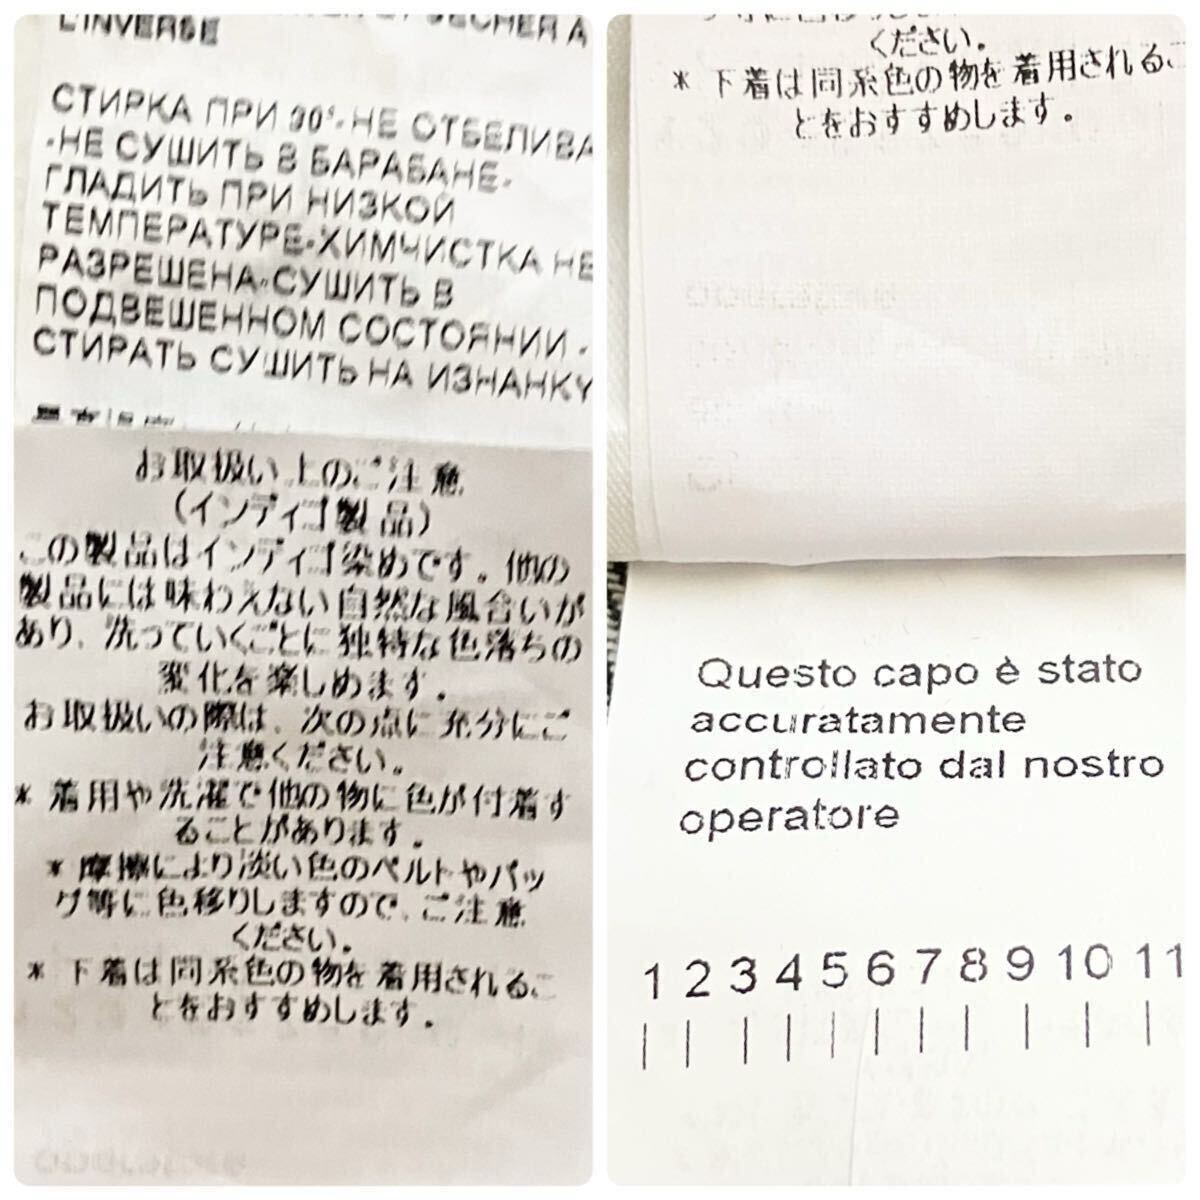 SÉCHER A
L'INVERSE
СТИРКА ПРИ 30°-НЕ ОТБЕЛИВА
-НЕ СУШИТЬ В БАРАБАНЕ-
ГЛАДИТЬ ПРИ НИЗКОЙ
ТЕМПЕРАТУРЕ-ХИМЧИСТКА НЕ
РАЗРЕШЕНА-СУШИТЬ В
ПОДВЕШЕННОМ СОСТОЯНИИ -
СТИРАТЬ СУШИТЬ НА ИЗНАНКУ
お取扱い上のご注意
(インディゴ製品)
この製品はインディゴ染めです。他の
製品には味わえない自然な風合いが
あり、洗っていくごとに独特な色落ちの
変化を楽しめます。
お取扱いの際は、次の点に充分にご
注意ください。
* 着用や洗濯で他の物に色が付着す
ることがあります。
* 摩擦により淡い色のベルトやバッ
グ等に色移りしますので、ご注意
ください。
* 下着は同系色の物を着用されるこ
とをおすすめします。
ください。
* 下着は同系色の物を着用されるこ
とをおすすめします。
Questo capo è stato
accuratamente
controllato dal nostro
operatore
1 2 3 4 5 6 7 8 9 10 11